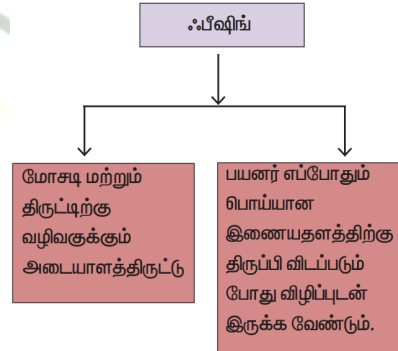 ஃபீஷிங்
மோசடி மற்றும்
திருட்டிற்கு
வழிவகுக்கும்
அடையாளத்திருட்டு
பயனர் எப்போதும்
பொய்யான
இணையதளத்திற்கு
திருப்பி விடப்படும்
போது விழிப்புடன்
இருக்க வேண்டும்.